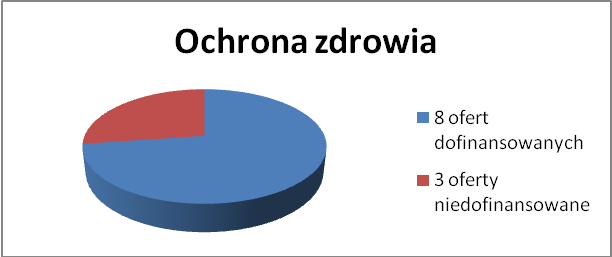 Ochrona zdrowia
8 ofert
dofinansowanych
3 oferty
niedofinansowane